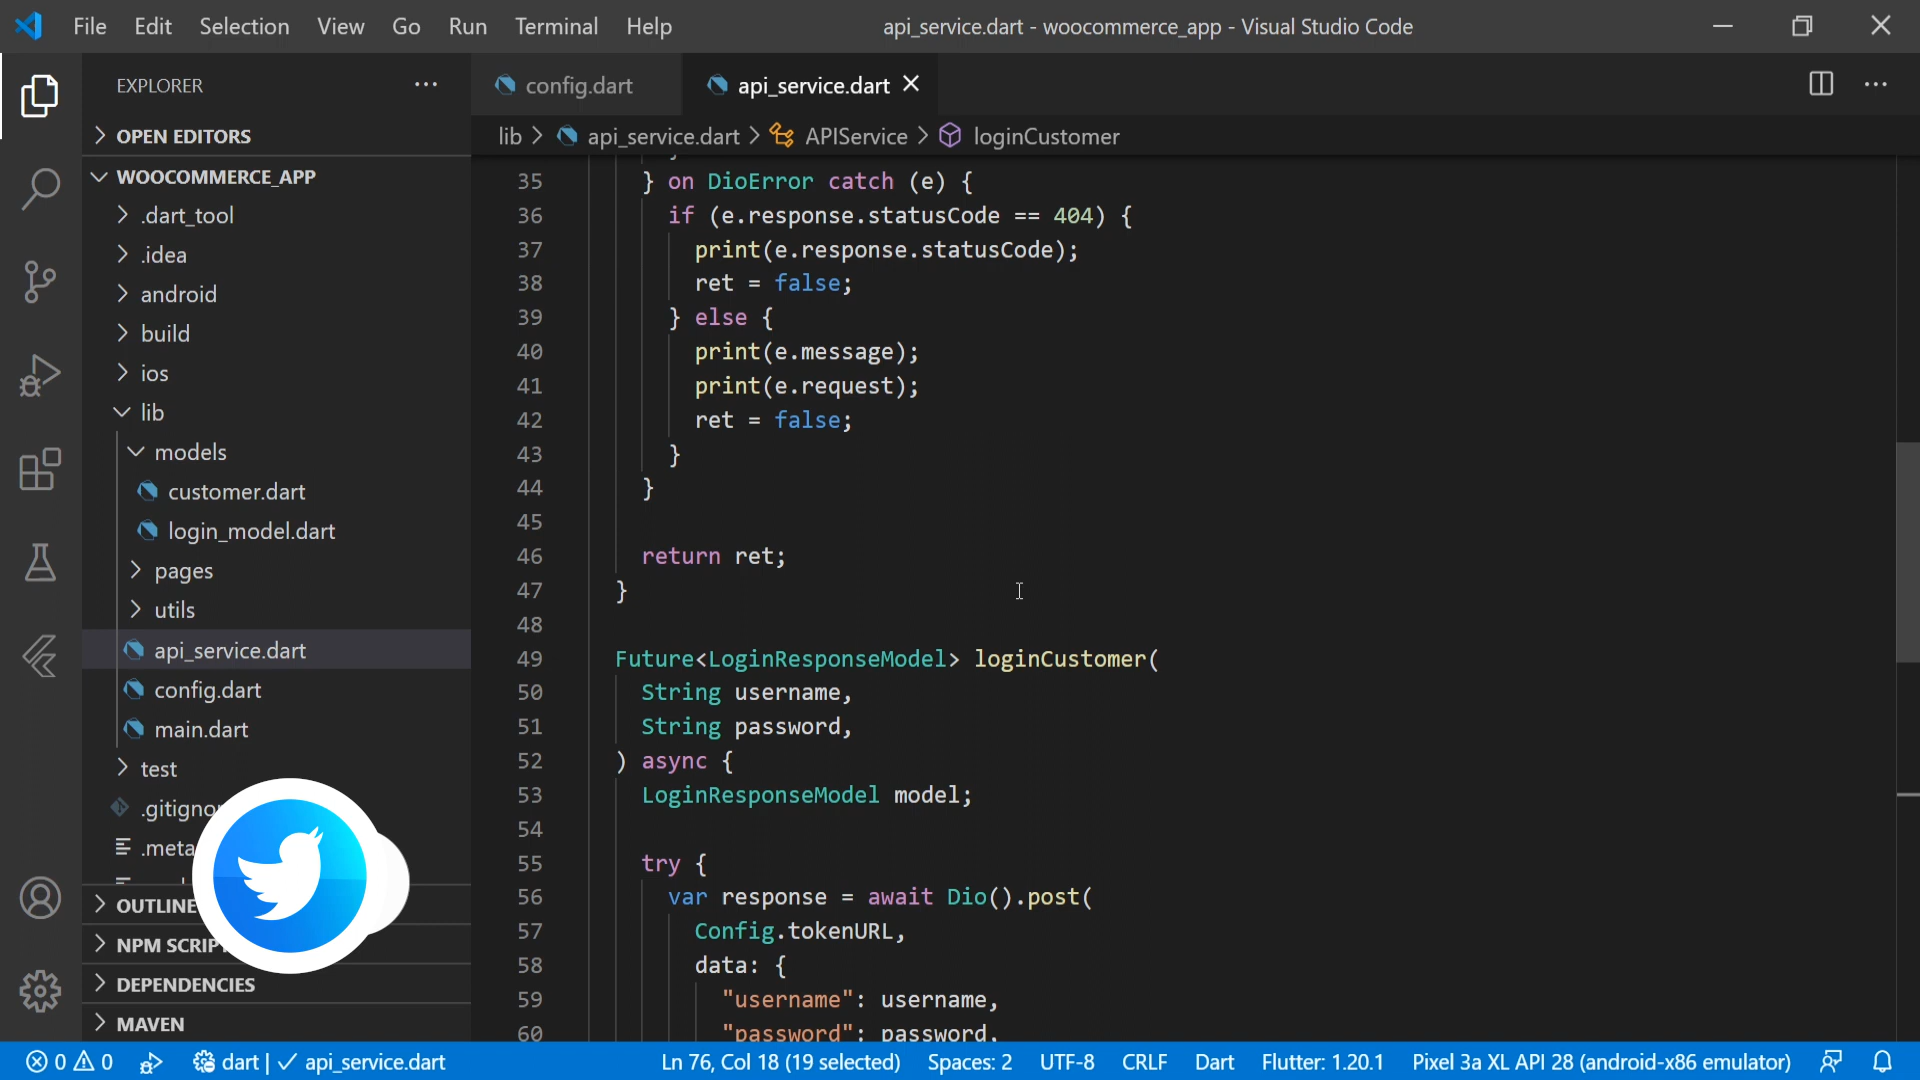 File Edit Selection View Go Run Terminal Help
api_service.dart - woocommerce_app - Visual Studio Code
EXPLORER
OPEN EDITORS
WOOCOMMERCE_APP
.dart_tool
.idea
android
build
ios
lib
models
customer.dart
login_model.dart
pages
utils
api_service.dart
config.dart
main.dart
test
.gitigno
.meta
OUTLINE
NPM SCRIP
DEPENDENCIES
MAVEN
config.dart api_service.dart
lib > api_service.dart > APIService > loginCustomer
35 } on DioError catch (e) {
36 if (e.response.statusCode == 404) {
37 print(e.response.statusCode);
38 ret = false;
39 } else {
40 print(e.message);
41 print(e.request);
42 ret = false;
43 }
44 }
45
46 return ret;
47 }
48
49 Future<LoginResponseModel> loginCustomer(
50 String username,
51 String password,
52 ) async {
53 LoginResponseModel model;
54
55 try {
56 var response = await Dio().post(
57 Config.tokenURL,
58 data: {
59 "username": username,
60 "password": password,
0 0 dart | ✓ api_service.dart Ln 76, Col 18 (19 selected) Spaces: 2 UTF-8 CRLF Dart Flutter: 1.20.1 Pixel 3a XL API 28 (android-x86 emulator)